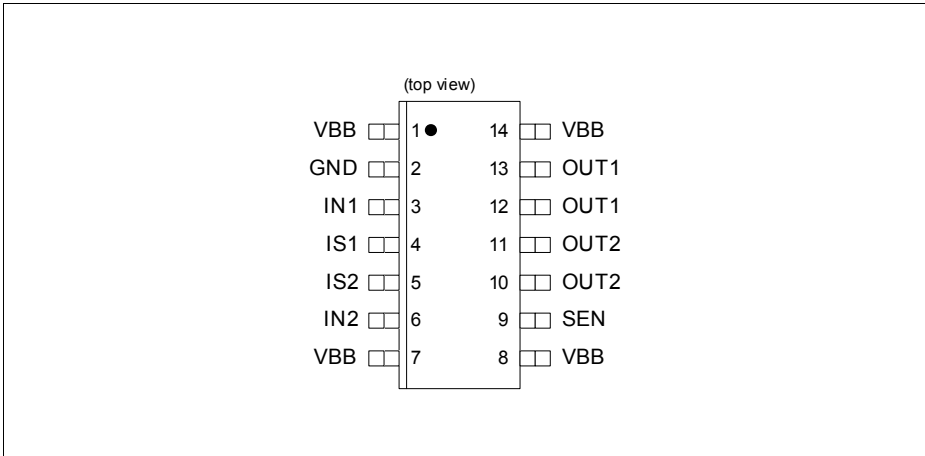 (top view)
VBB 1 14 VBB
GND 2 13 OUT1
IN1 3 12 OUT1
IS1 4 11 OUT2
IS2 5 10 OUT2
IN2 6 9 SEN
VBB 7 8 VBB